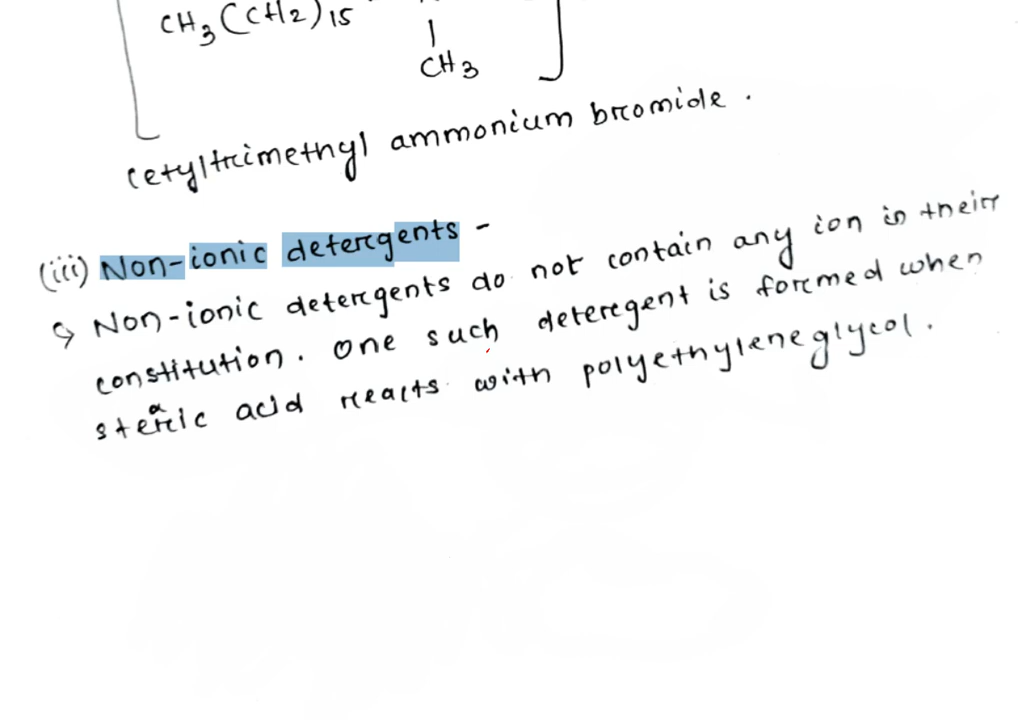 CH3(CH2)15
|
CH3
cetyltrimethyl ammonium bromide.
(iii) Non-ionic detergents -
Non-ionic detergents do not contain any ion in their
constitution. One such detergent is formed when
stearic acid reacts with polyethyleneglycol.